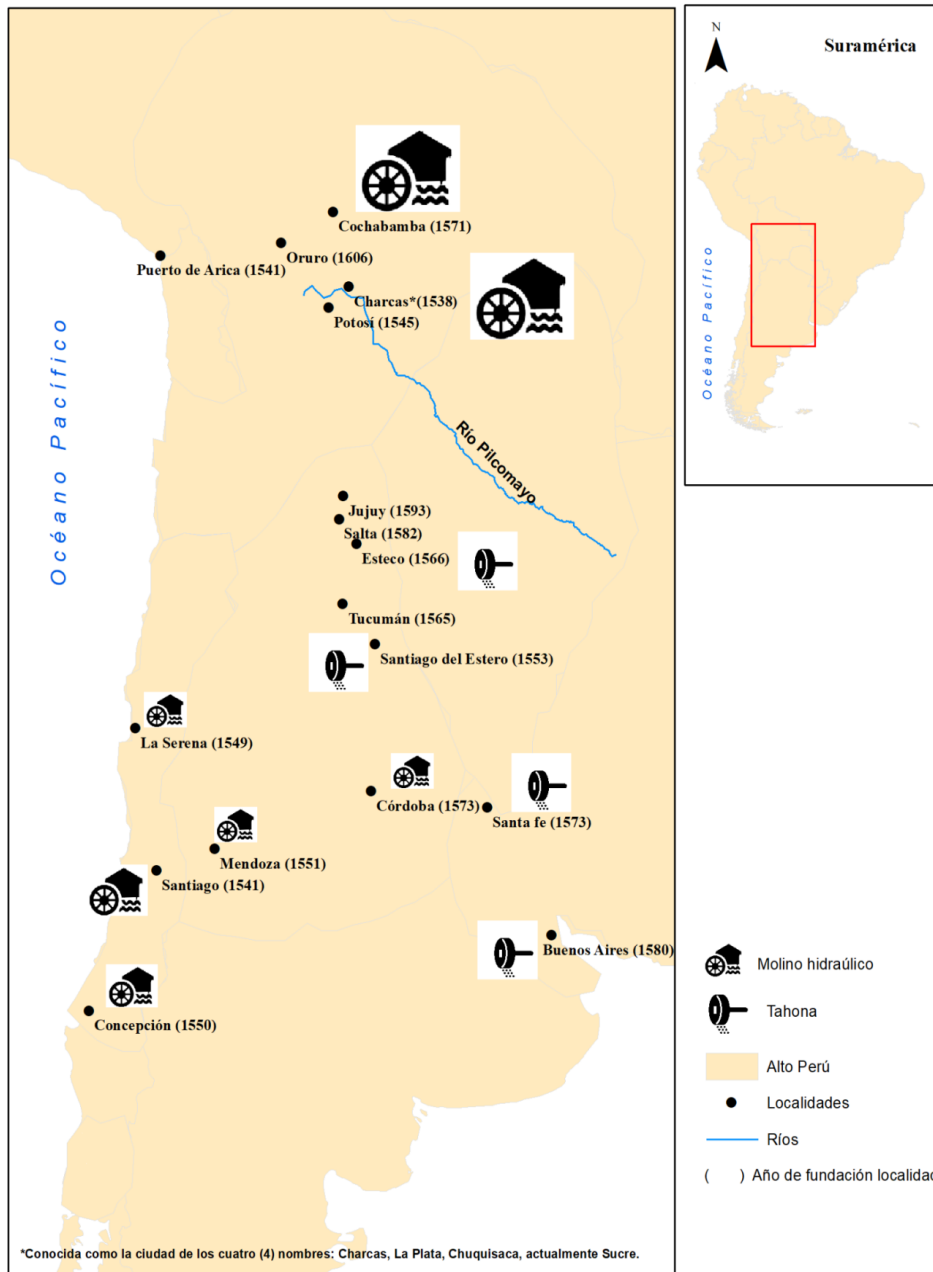 N
Suramérica
Océano Pacífico
Cochabamba (1571)
Oruro (1606)
Puerto de Arica (1541)
Charcas*(1538)
Potosí (1545)
Océano Pacífico
Río Pilcomayo
Jujuy (1593)
Salta (1582)
Esteco (1566)
Tucumán (1565)
Santiago del Estero (1553)
La Serena (1549)
Córdoba (1573)
Santa fe (1573)
Mendoza (1551)
Santiago (1541)
Buenos Aires (1580)
Concepción (1550)
Molino hidraúlico
Tahona
Alto Perú
Localidades
Ríos
( ) Año de fundación localidad
*Conocida como la ciudad de los cuatro (4) nombres: Charcas, La Plata, Chuquisaca, actualmente Sucre.